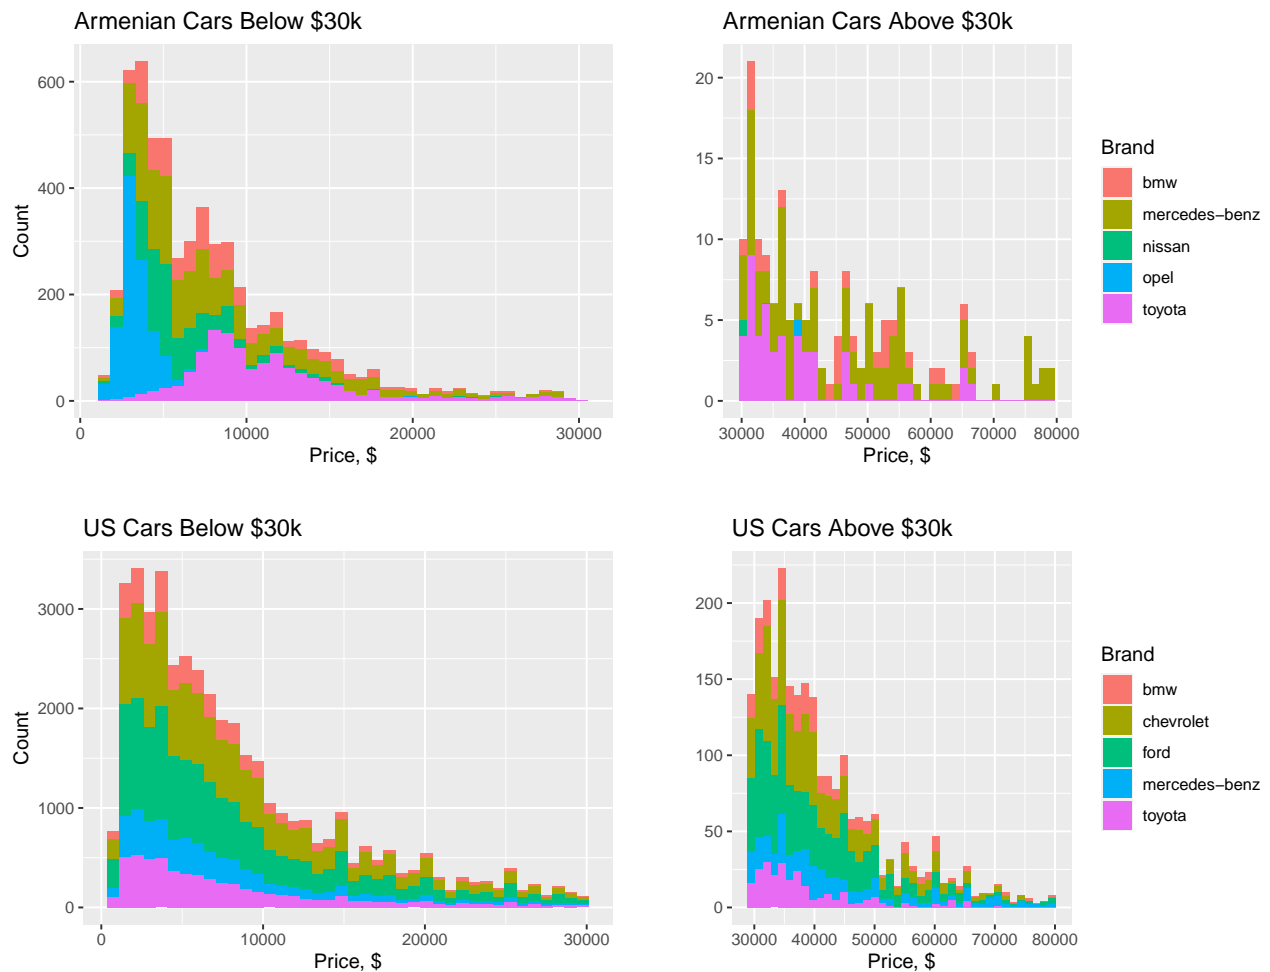 Armenian Cars Below $30k
Armenian Cars Above $30k
600
400
200
0
Count
0 10000 20000 30000
Price, $
20
15
10
5
0
30000 40000 50000 60000 70000 80000
Price, $
Brand
bmw
mercedes−benz
nissan
opel
toyota
US Cars Below $30k
US Cars Above $30k
3000
2000
1000
0
Count
0 10000 20000 30000
Price, $
200
150
100
50
0
30000 40000 50000 60000 70000 80000
Price, $
Brand
bmw
chevrolet
ford
mercedes−benz
toyota